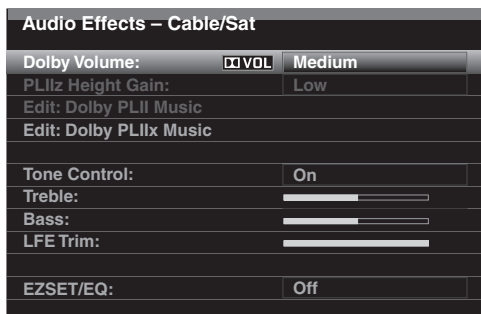 Audio Effects – Cable/Sat
Dolby Volume: VOL Medium
PLIIz Height Gain: Low
Edit: Dolby PLII Music
Edit: Dolby PLIIx Music
Tone Control: On
Treble:
Bass:
LFE Trim:
EZSET/EQ: Off